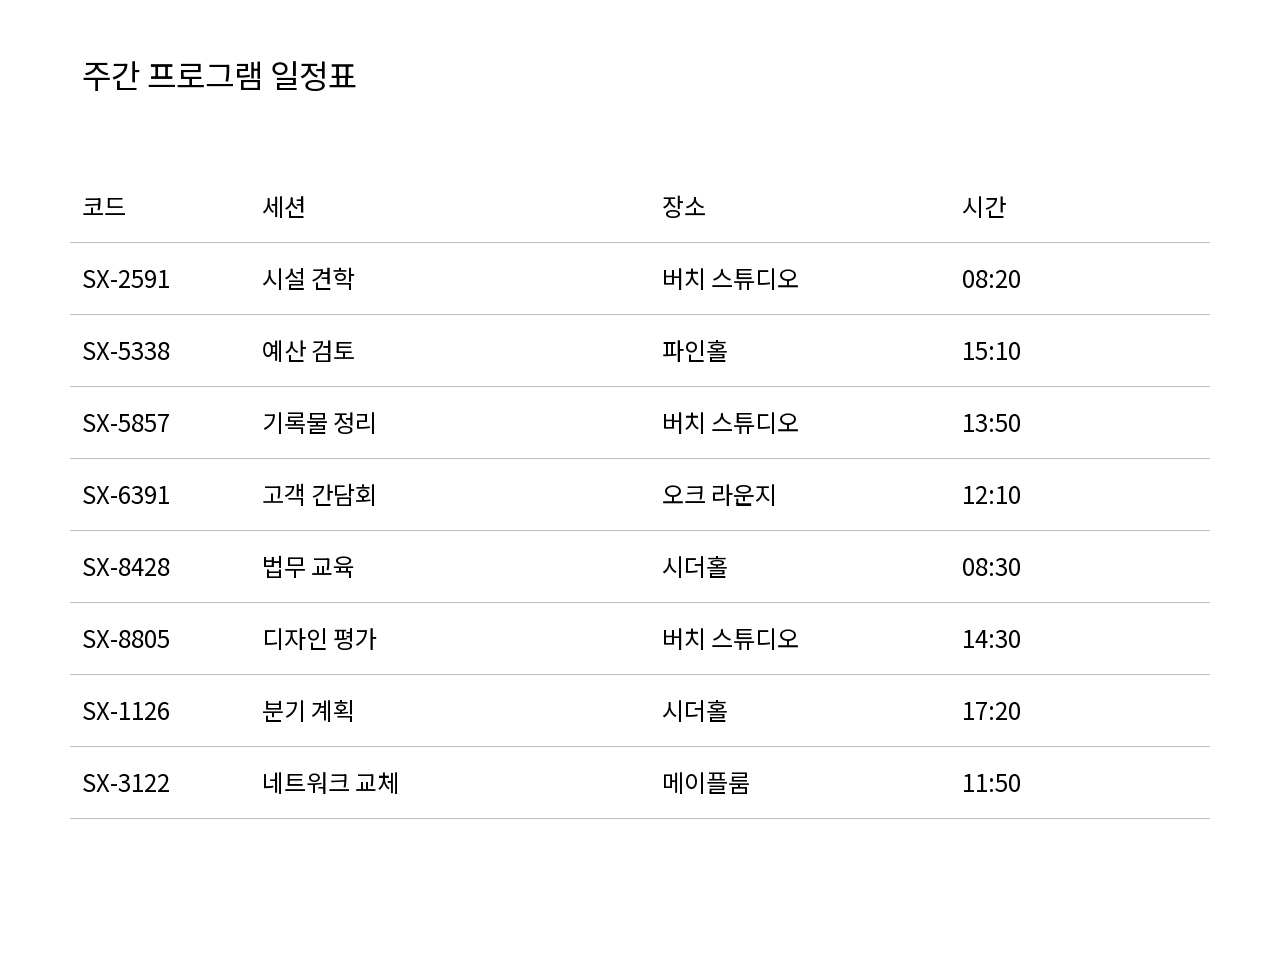 주간 프로그램 일정표
코드 세션 장소 시간
SX-2591 시설 견학 버치 스튜디오 08:20
SX-5338 예산 검토 파인홀 15:10
SX-5857 기록물 정리 버치 스튜디오 13:50
SX-6391 고객 간담회 오크 라운지 12:10
SX-8428 법무 교육 시더홀 08:30
SX-8805 디자인 평가 버치 스튜디오 14:30
SX-1126 분기 계획 시더홀 17:20
SX-3122 네트워크 교체 메이플룸 11:50